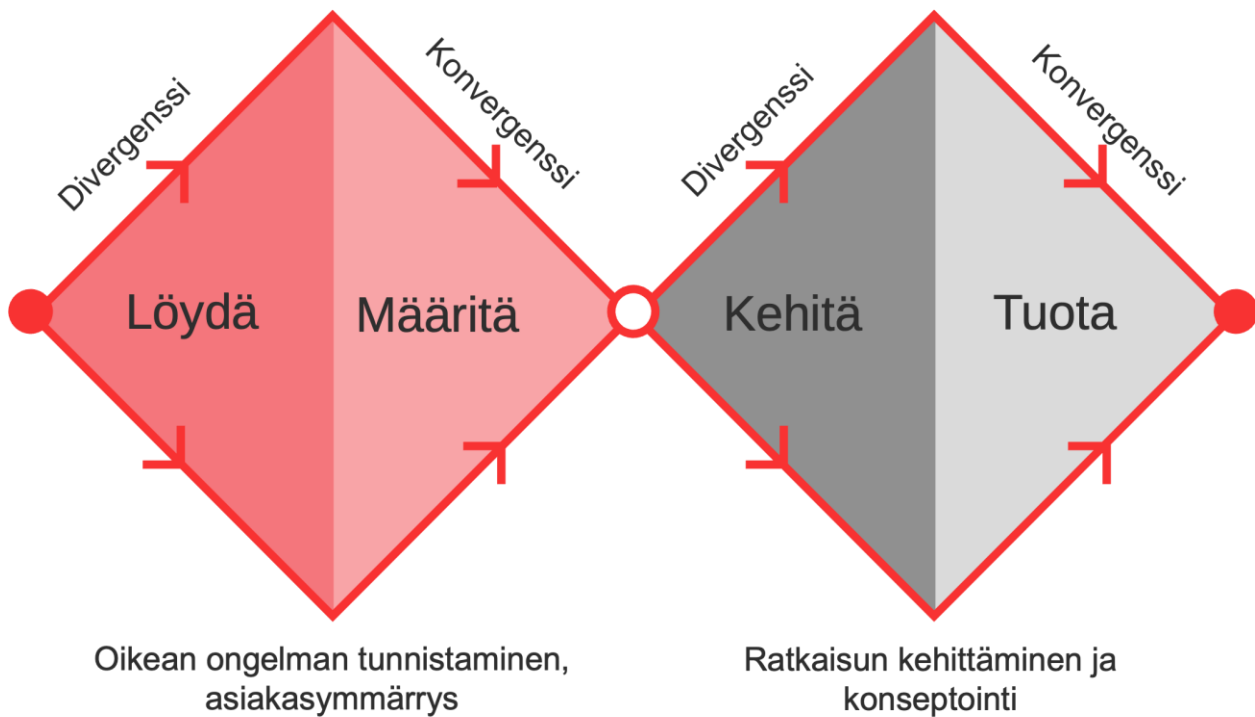 Divergenssi
Konvergenssi
Divergenssi
Konvergenssi
Löydä
Määritä
Kehitä
Tuota
Oikean ongelman tunnistaminen,
asiakasymmärrys
Ratkaisun kehittäminen ja
konseptointi